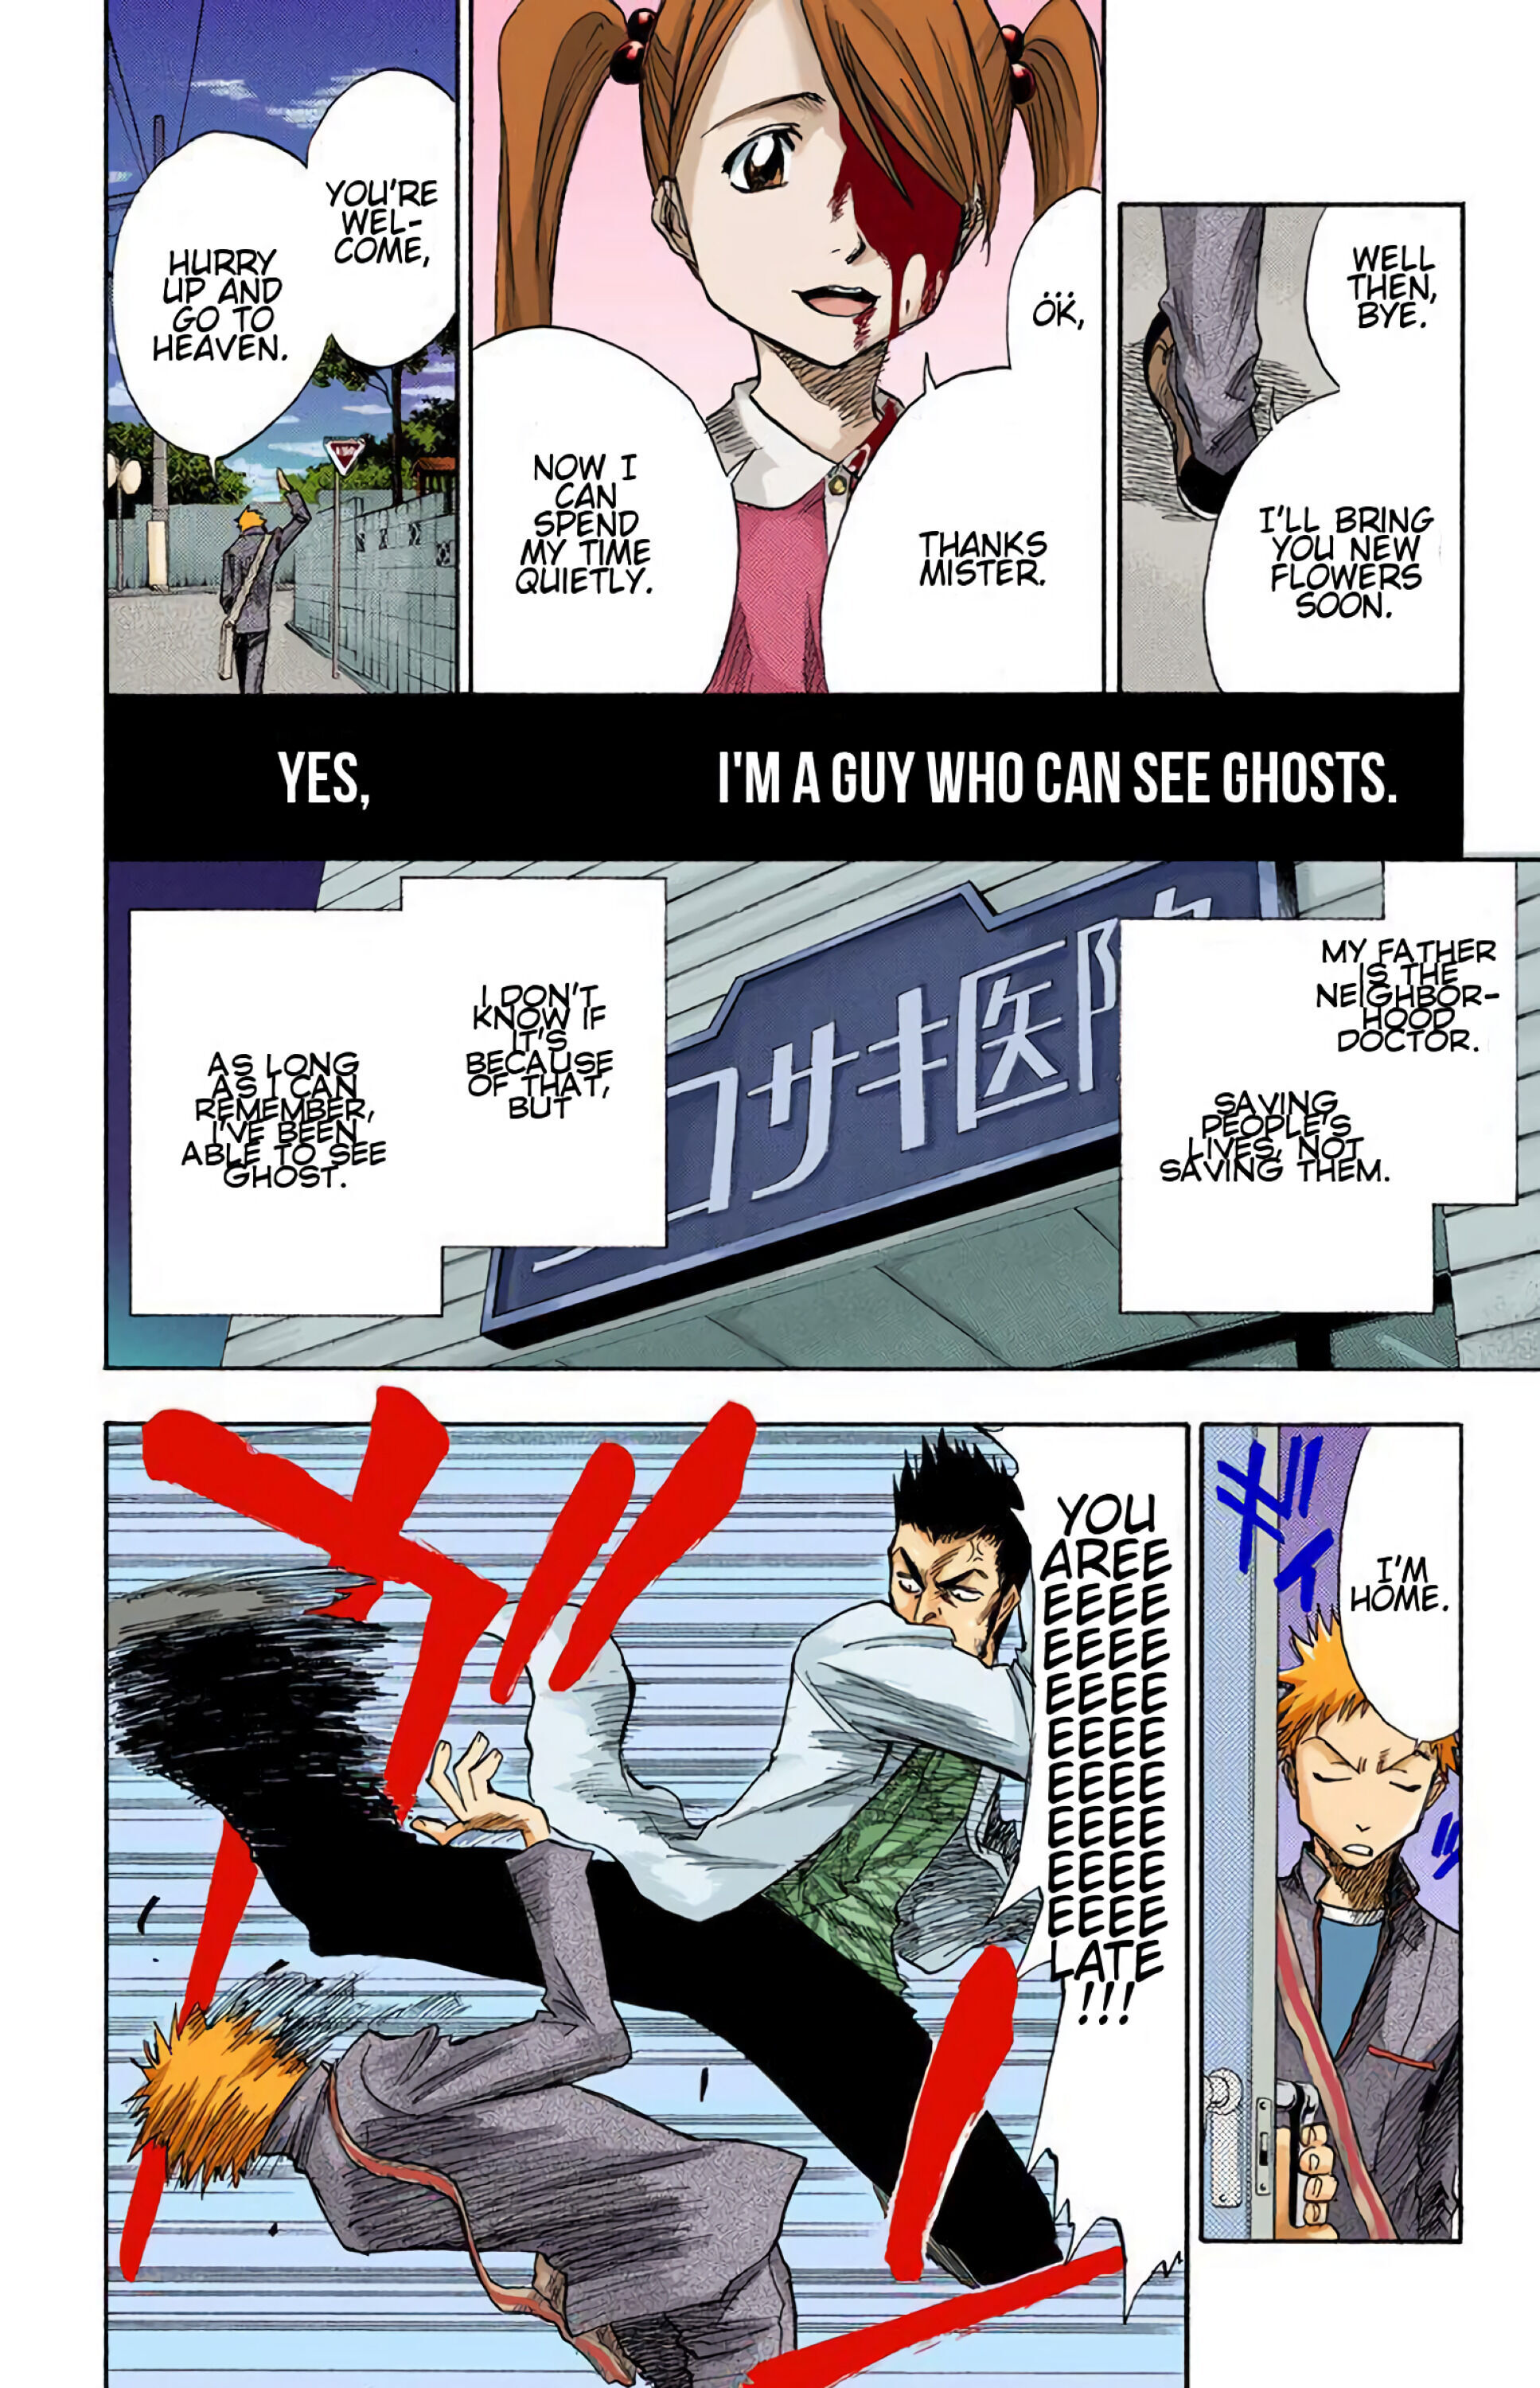 WELL
THEN,
BYE.
I'LL BRING
YOU NEW
FLOWERS
SOON.
...
OK,
THANKS
MISTER.
NOW I
CAN
SPEND
MY TIME
QUIETLY.
YOU'RE
WEL-
COME,
HURRY
UP AND
GO TO
HEAVEN.
YES, I'M A GUY WHO CAN SEE GHOSTS.
MY FATHER
IS THE
NEIGHBOR-
HOOD
DOCTOR.
SAVING
PEOPLE'S
LIVES, NOT
SAVING THEM.
コサキ医院
I DON'T
KNOW IF
IT'S
BECAUSE
OF THAT,
BUT
AS LONG
AS I CAN
REMEMBER,
I'VE BEEN
ABLE TO SEE
GHOST.
I'M
HOME.
YOU
AREE
EEEE
EEEE
EEEE
EEEE
EEEE
EEEE
EEEE
EEEE
LATE
!!!